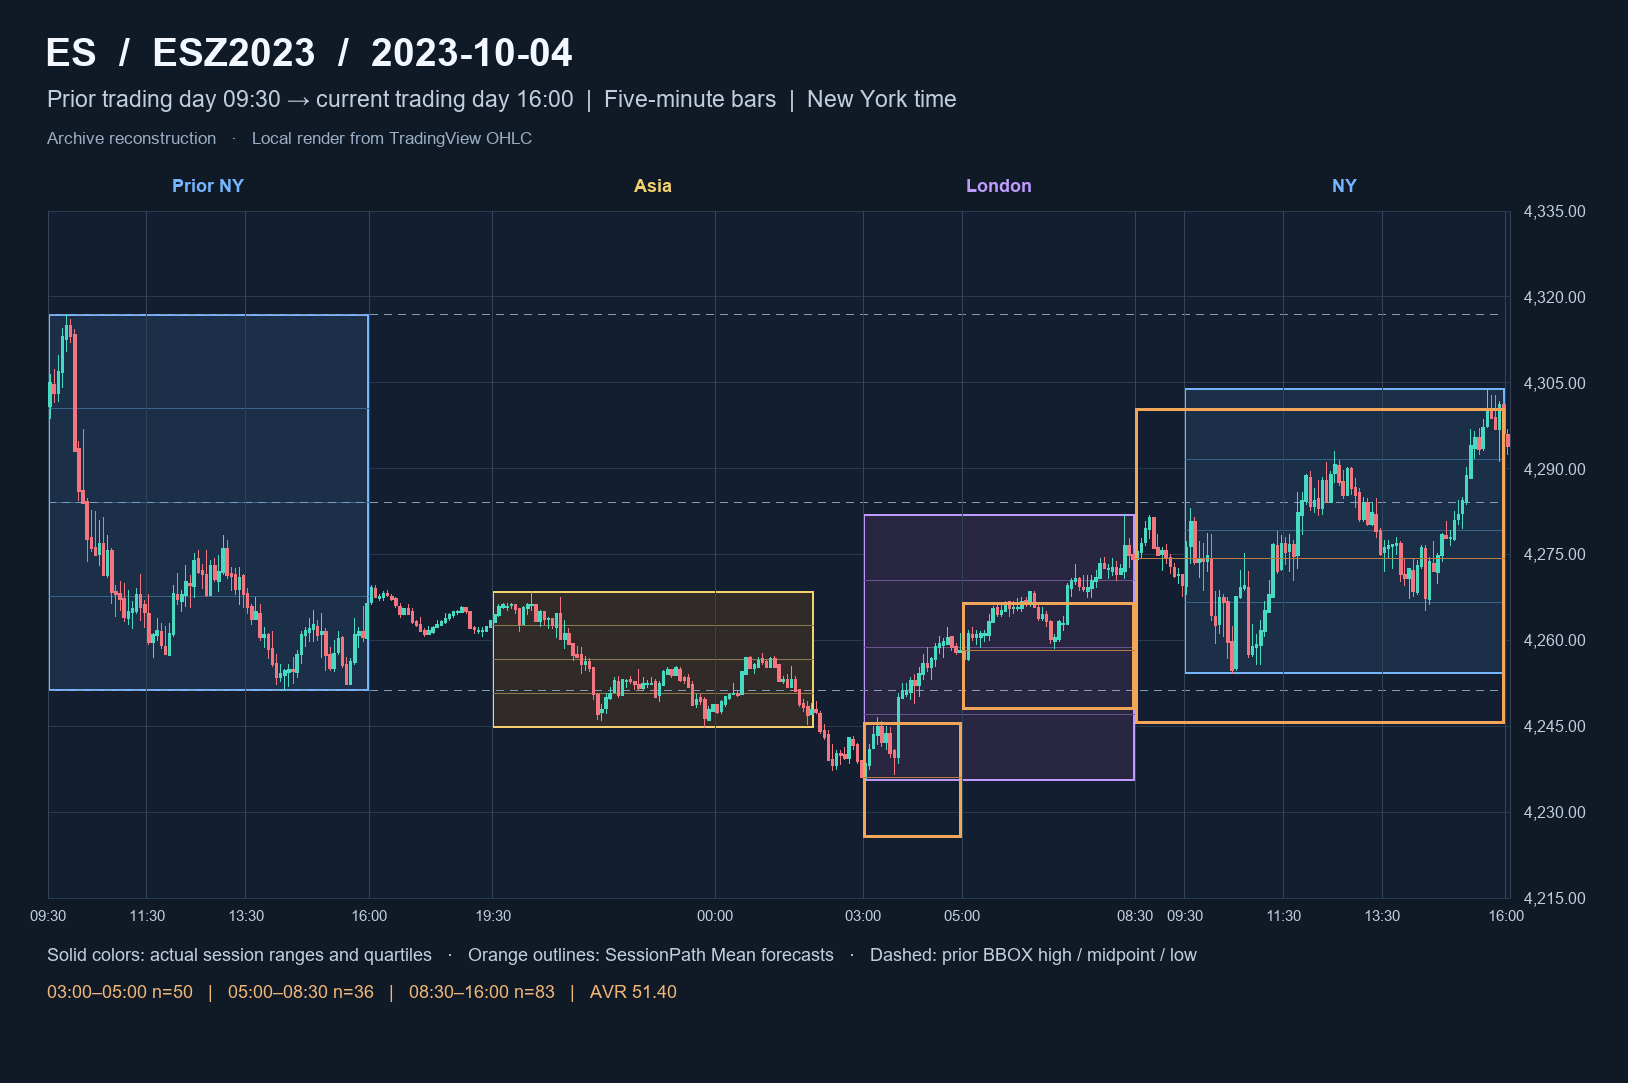 ES / ESZ2023 / 2023-10-04
Prior trading day 09:30 → current trading day 16:00 | Five-minute bars | New York time
Archive reconstruction · Local render from TradingView OHLC
Prior NY Asia London NY
4,335.00
4,320.00
4,305.00
4,290.00
4,275.00
4,260.00
4,245.00
4,230.00
4,215.00
09:30 11:30 13:30 16:00 19:30 00:00 03:00 05:00 08:30 09:30 11:30 13:30 16:00
Solid colors: actual session ranges and quartiles · Orange outlines: SessionPath Mean forecasts · Dashed: prior BBOX high / midpoint / low
03:00–05:00 n=50 | 05:00–08:30 n=36 | 08:30–16:00 n=83 | AVR 51.40